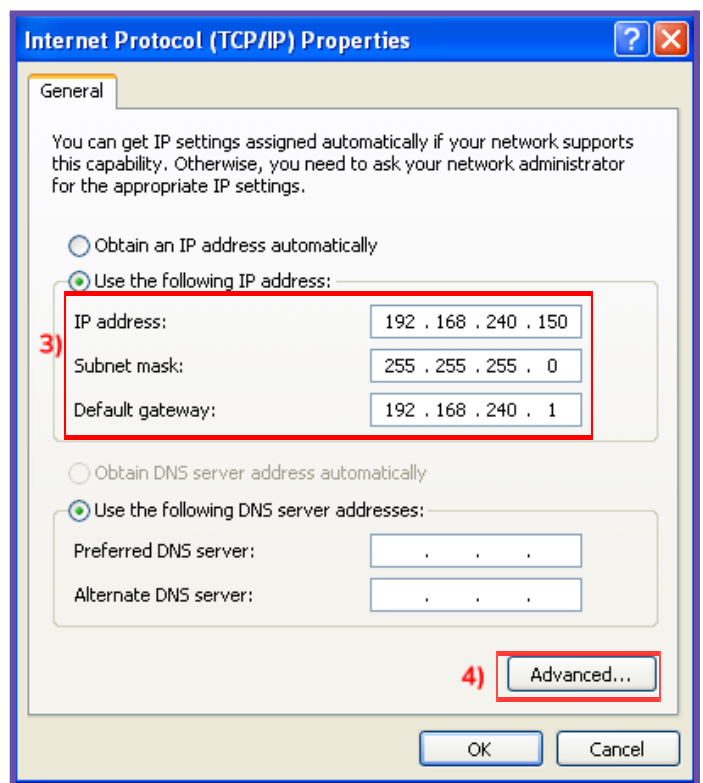 Internet Protocol (TCP/IP) Properties
?
General
You can get IP settings assigned automatically if your network supports
this capability. Otherwise, you need to ask your network administrator
for the appropriate IP settings.
Obtain an IP address automatically
Use the following IP address:
3)
IP address: 192 . 168 . 240 . 150
Subnet mask: 255 . 255 . 255 . 0
Default gateway: 192 . 168 . 240 . 1
Obtain DNS server address automatically
Use the following DNS server addresses:
Preferred DNS server: . . .
Alternate DNS server: . . .
4) Advanced...
OK Cancel